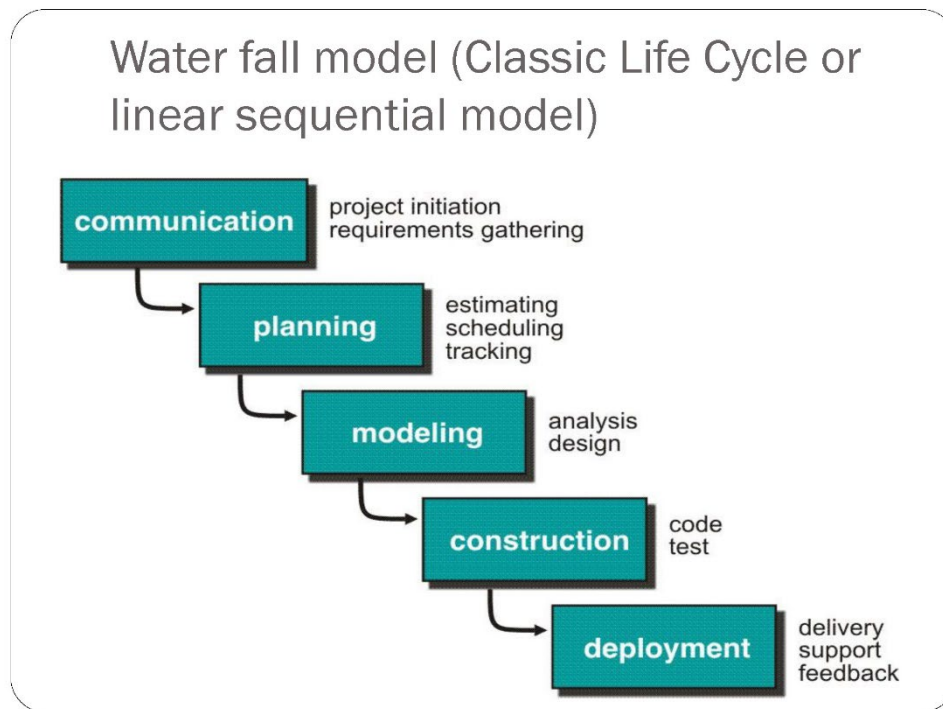 Water fall model (Classic Life Cycle or
linear sequential model)
communication
project initiation
requirements gathering
planning
estimating
scheduling
tracking
modeling
analysis
design
construction
code
test
deployment
delivery
support
feedback